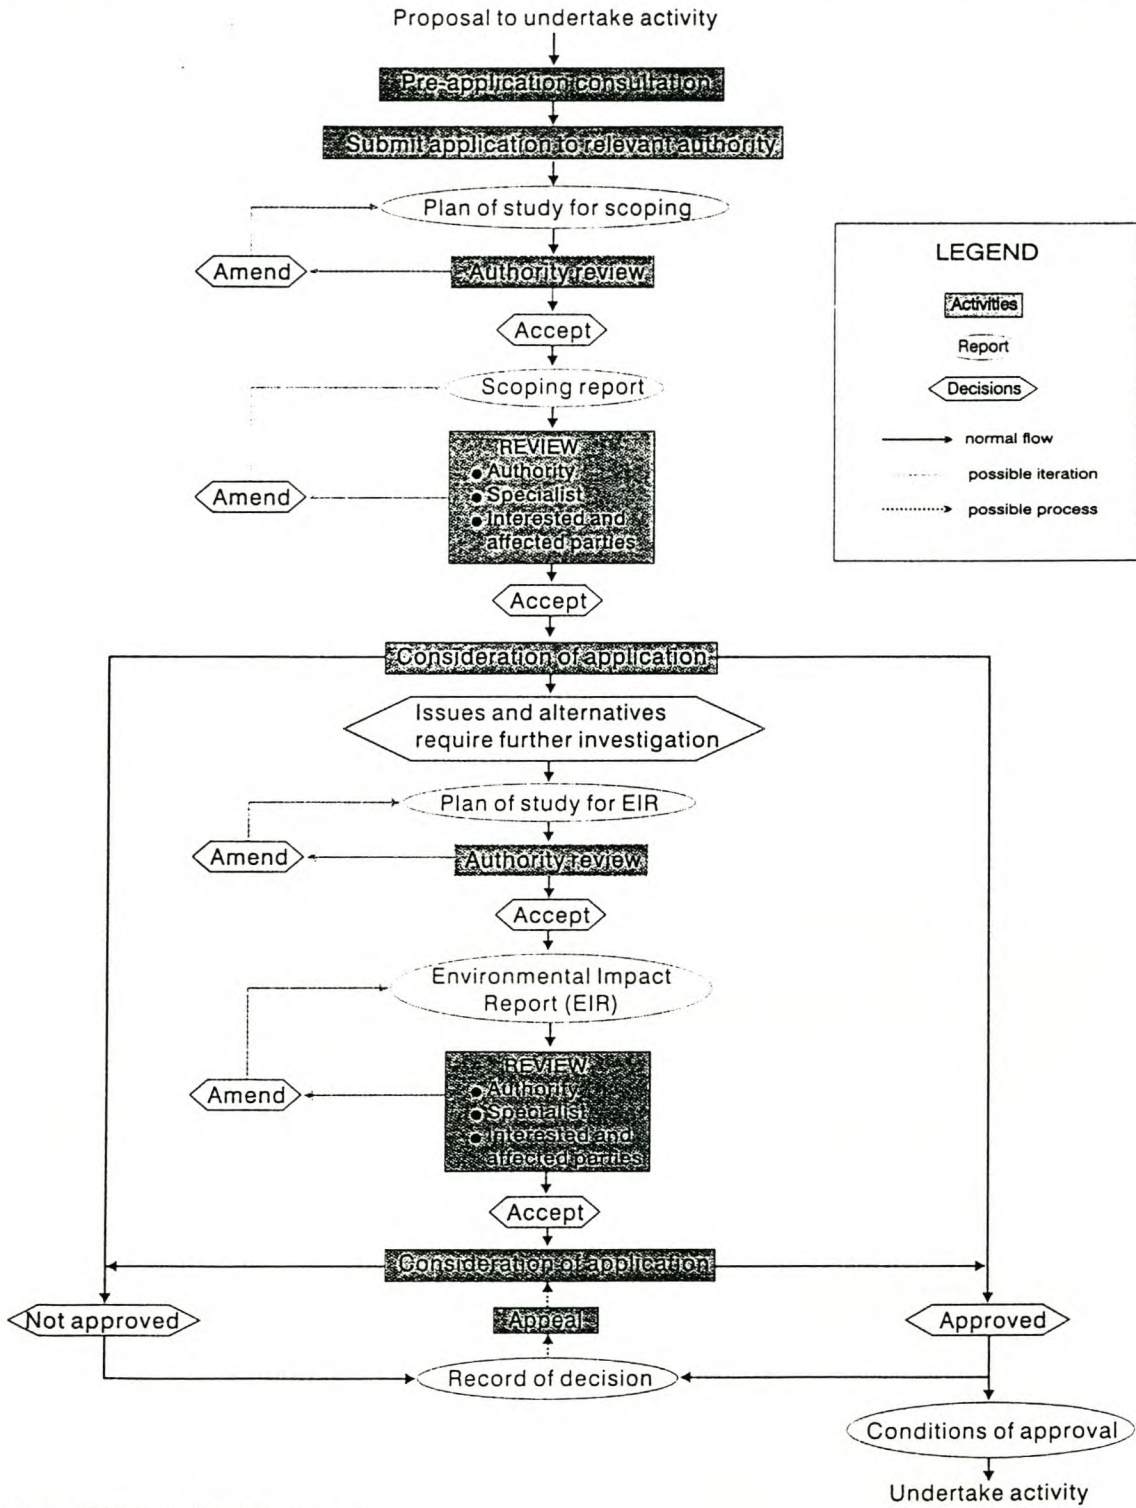 Proposal to undertake activity
Pre-application consultation
Submit application to relevant authority
Plan of study for scoping
Amend
Authority review
Accept
Scoping report
REVIEW
● Authority
● Specialist
● Interested and
affected parties
Amend
Accept
Consideration of application
Issues and alternatives
require further investigation
Plan of study for EIR
Amend
Authority review
Accept
Environmental Impact
Report (EIR)
REVIEW
● Authority
● Specialist
● Interested and
affected parties
Amend
Accept
Consideration of application
Not approved
Appeal
Approved
Record of decision
Conditions of approval
Undertake activity
LEGEND
Activities
Report
Decisions
normal flow
possible iteration
possible process